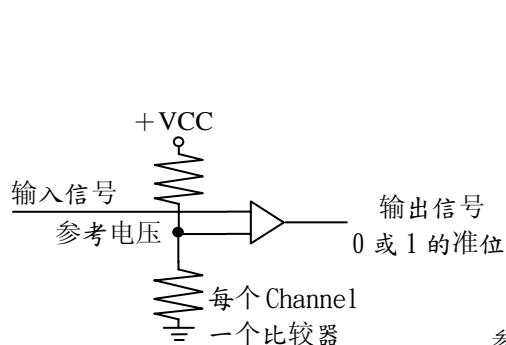 +VCC
输入信号
参考电压
输出信号
0 或 1 的准位
每个 Channel
一个比较器